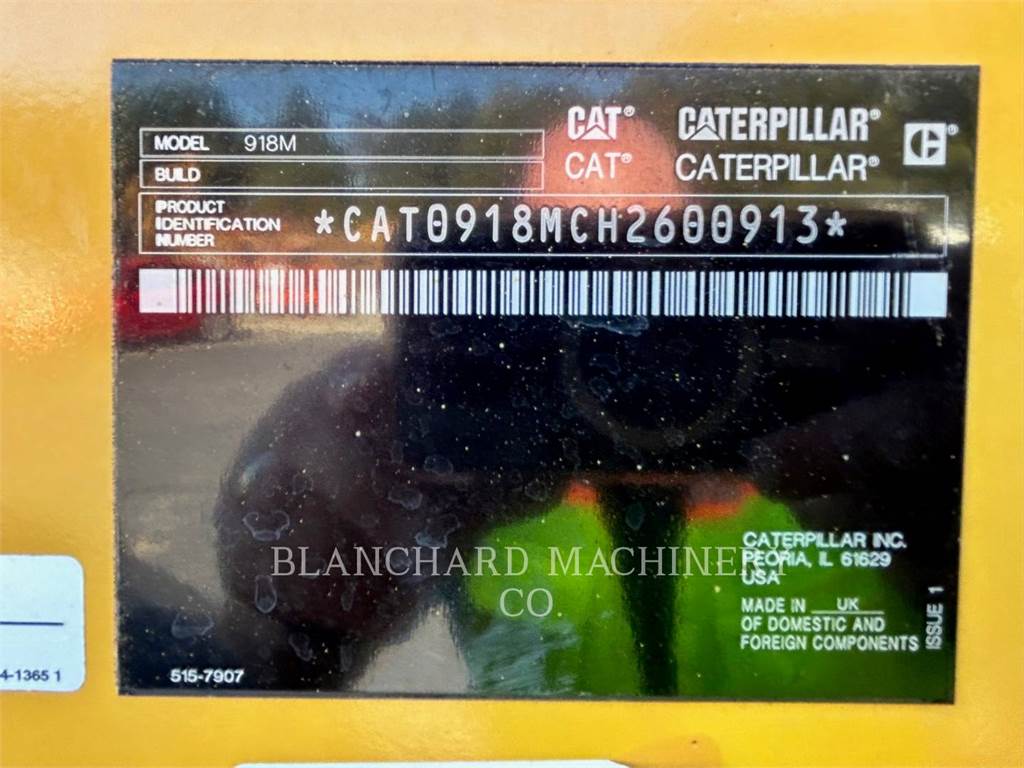 CAT® CATERPILLAR®
CAT® CATERPILLAR®
MODEL 918M
BUILD
PRODUCT
IDENTIFICATION
NUMBER
*CAT0918MCH2600913*
BLANCHARD MACHINERY
CO.
CATERPILLAR INC.
PEORIA, IL 61629
USA
MADE IN UK
OF DOMESTIC AND
FOREIGN COMPONENTS
ISSUE 1
515-7907
4-1365 1